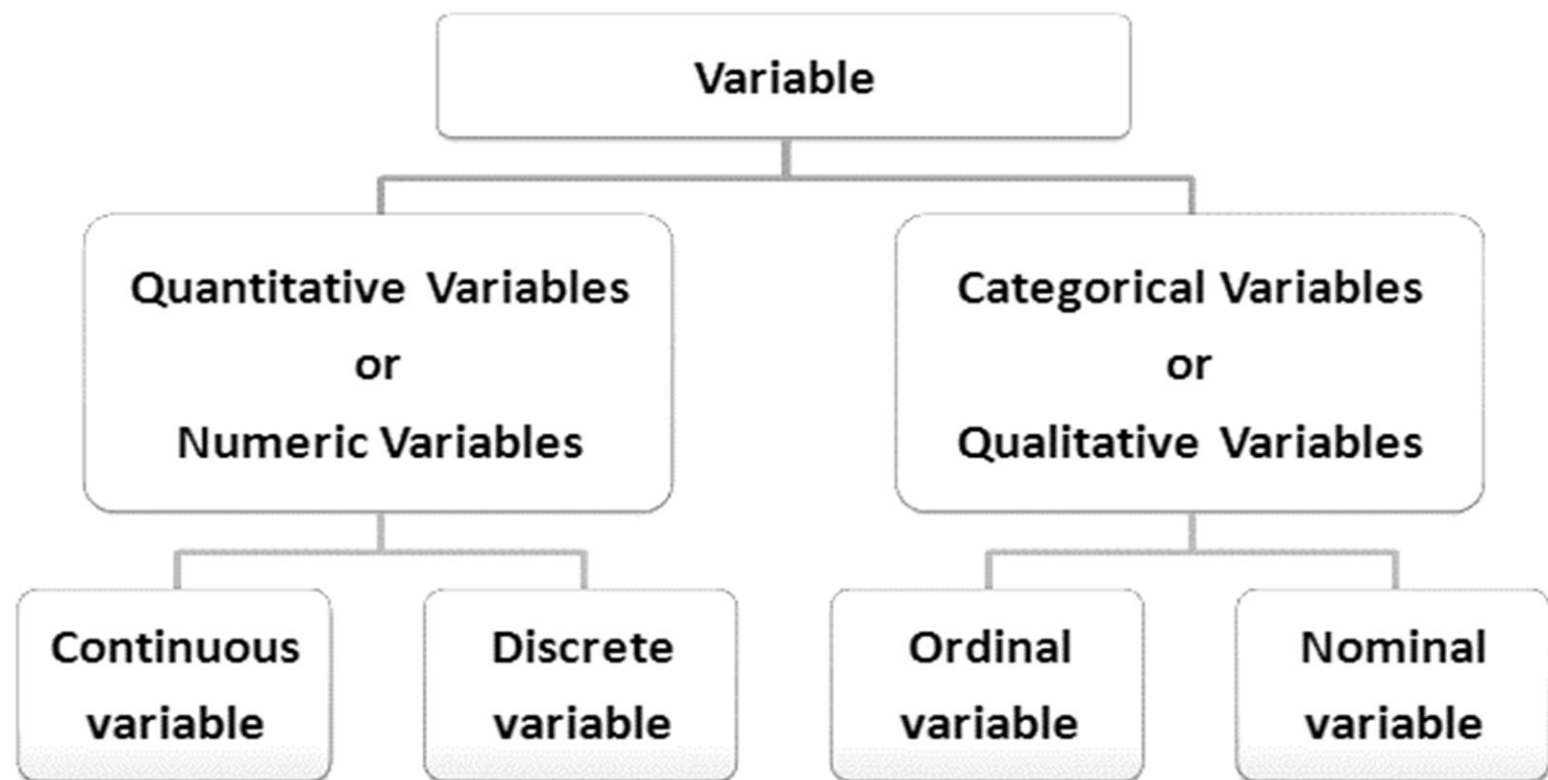 Variable
Quantitative Variables
or
Numeric Variables
Categorical Variables
or
Qualitative Variables
Continuous
variable
Discrete
variable
Ordinal
variable
Nominal
variable